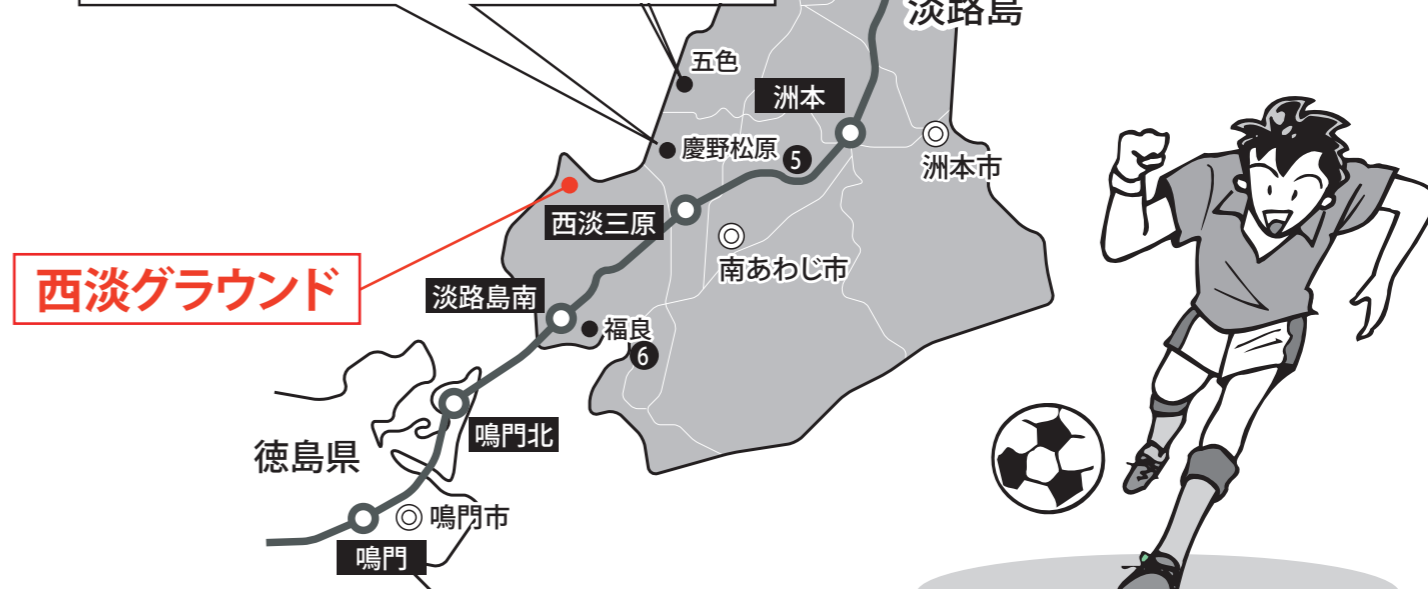 淡路島
五色
洲本
慶野松原
5
洲本市
西淡三原
南あわじ市
西淡グラウンド
淡路島南
福良
6
鳴門北
徳島県
鳴門市
鳴門